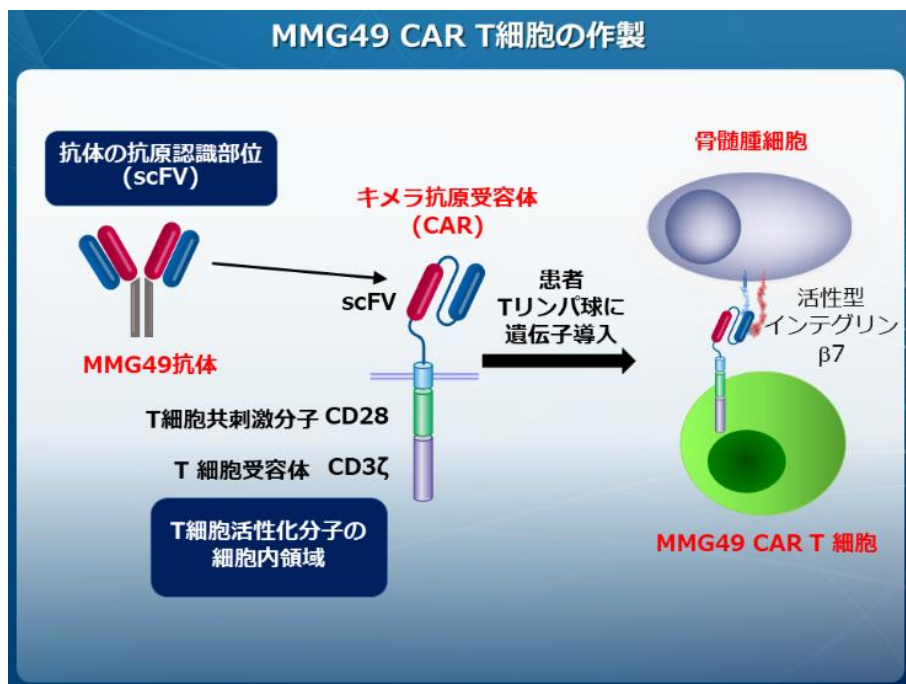 MMG49 CAR T細胞の作製
抗体の抗原認識部位
(scFV)
MMG49抗体
キメラ抗原受容体
(CAR)
scFV
T細胞共刺激分子 CD28
T 細胞受容体 CD3ζ
T細胞活性化分子の
細胞内領域
患者
Tリンパ球に
遺伝子導入
骨髄腫細胞
活性型
インテグリン
β7
MMG49 CAR T 細胞